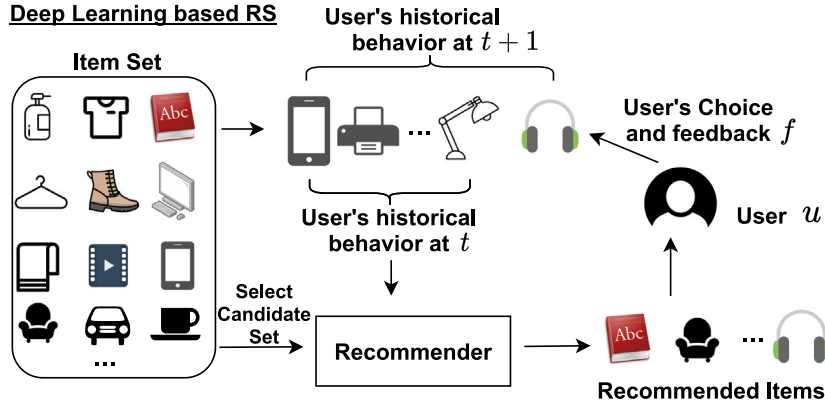 Deep Learning based RS
Item Set
Abc
...
User's historical
behavior at t + 1
...
User's historical
behavior at t
User's Choice
and feedback f
User u
Select
Candidate
Set
Recommender
Abc
...
Recommended Items